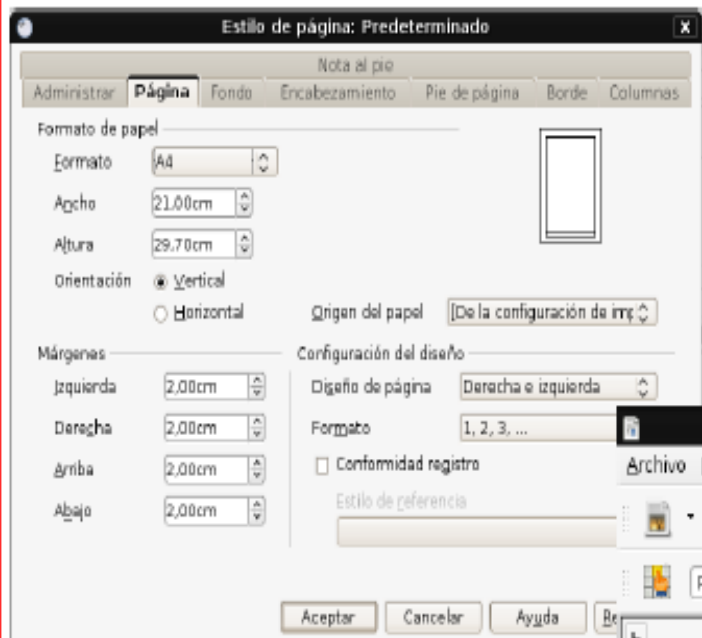 Estilo de página: Predeterminado
Nota al pie
Administrar Página Fondo Encabezamiento Pie de página Borde Columnas
Formato de papel
Formato A4
Ancho 21,00cm
Altura 29,70cm
Orientación Vertical
Horizontal Origen del papel [De la configuración de imp
Márgenes Configuración del diseño
Izquierda 2,00cm Diseño de página Derecha e izquierda
Derecha 2,00cm Formato 1, 2, 3, ...
Arriba 2,00cm Conformidad registro Archivo
Abajo 2,00cm Estilo de referencia
Aceptar Cancelar Ayuda